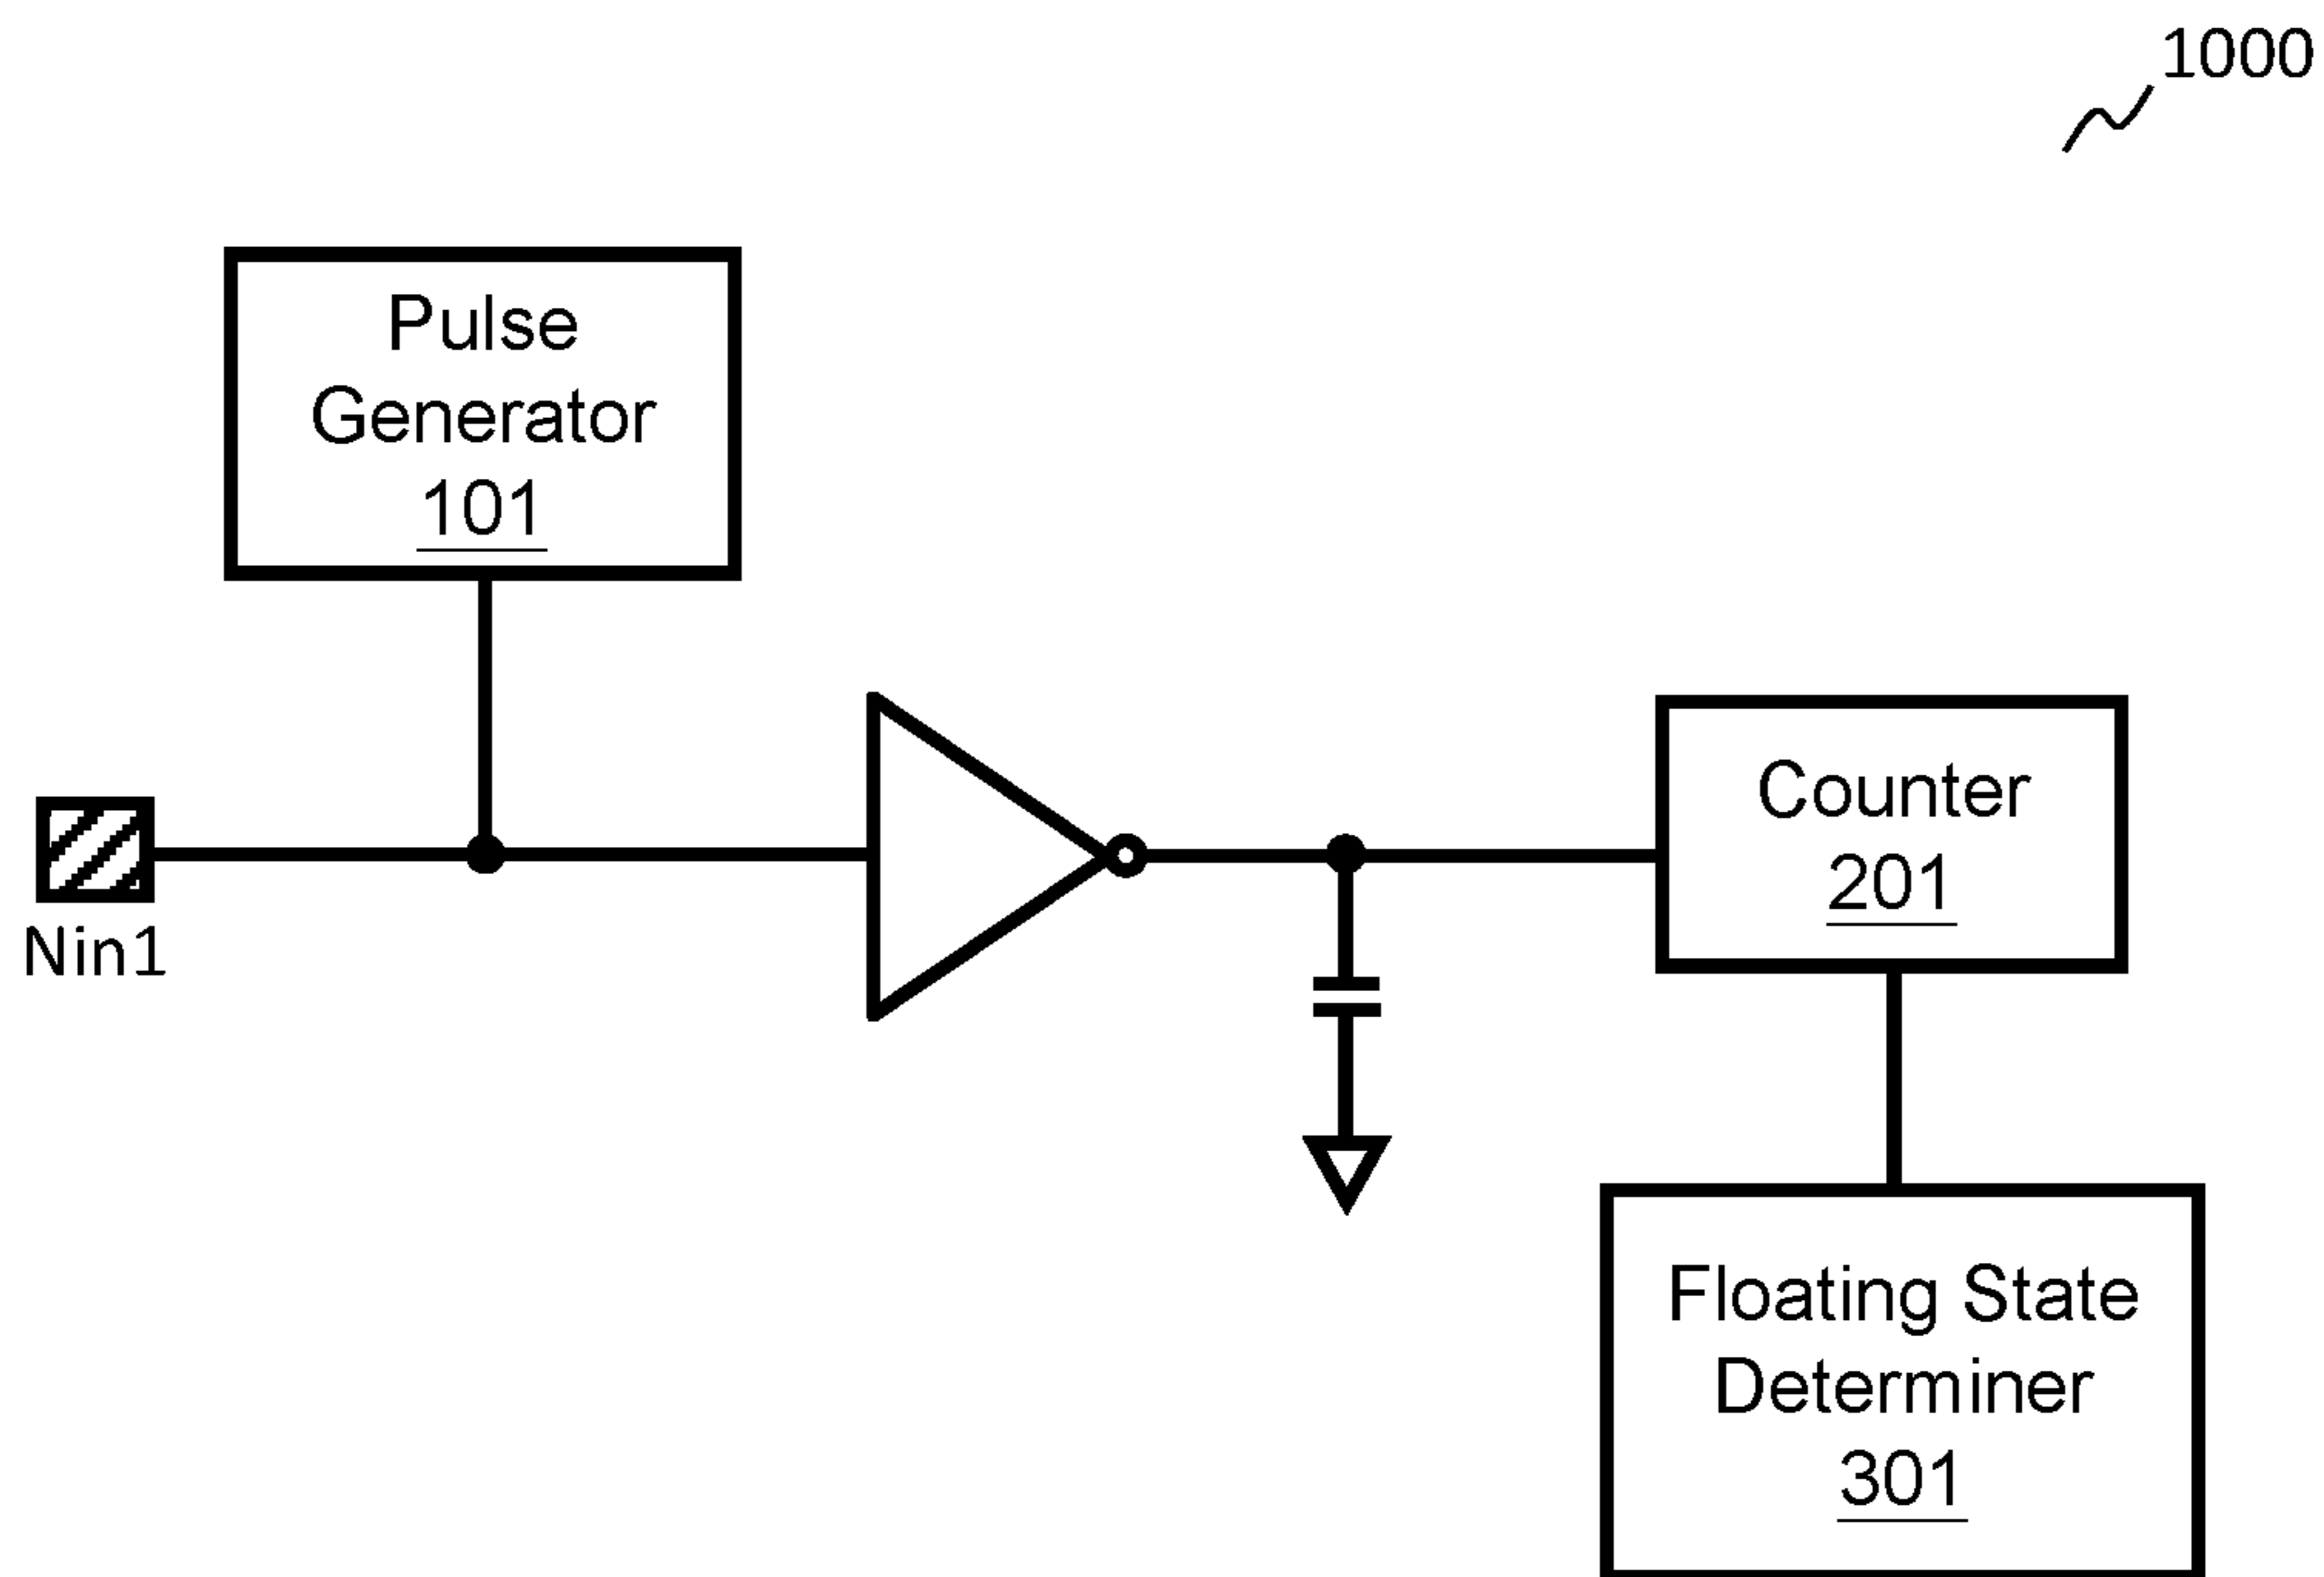 1000
Pulse
Generator
101
Nin1
Counter
201
Floating State
Determiner
301